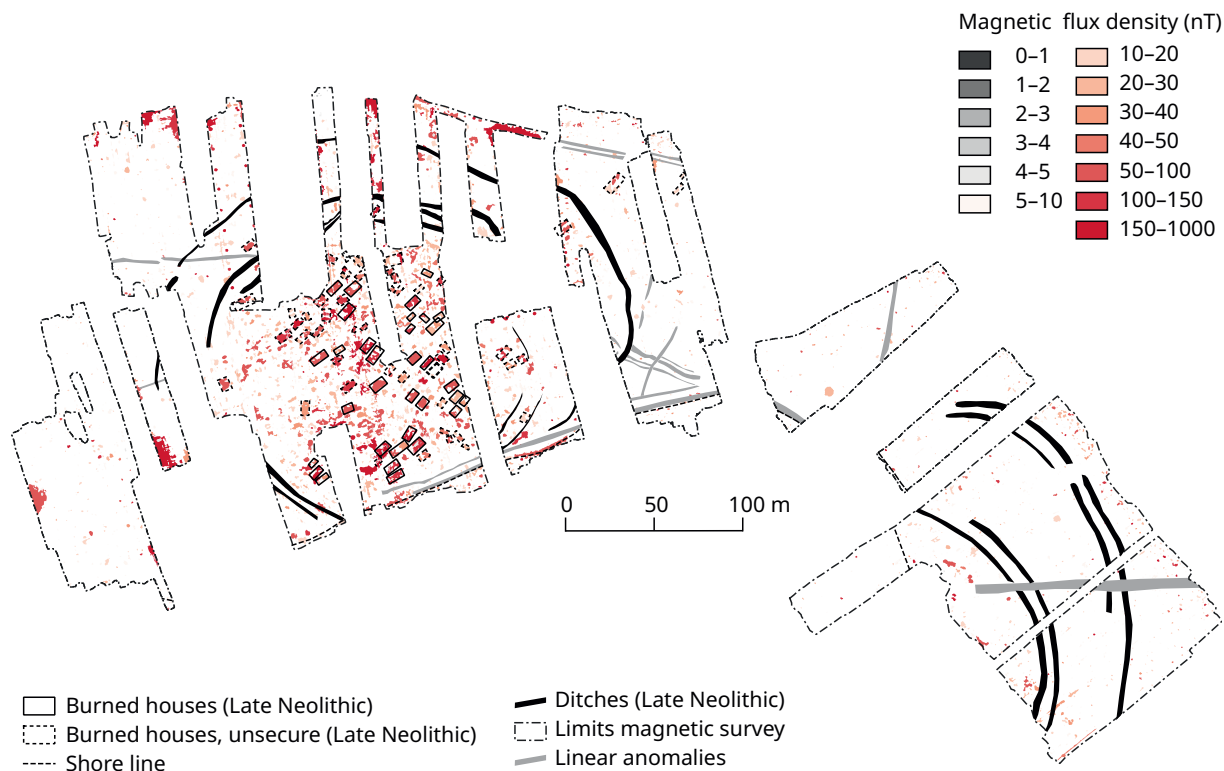 Magnetic flux density (nT)
0–1 10–20
1–2 20–30
2–3 30–40
3–4 40–50
4–5 50–100
5–10 100–150
150–1000
0 50 100 m
Burned houses (Late Neolithic)
Burned houses, unsecure (Late Neolithic)
Shore line
Ditches (Late Neolithic)
Limits magnetic survey
Linear anomalies